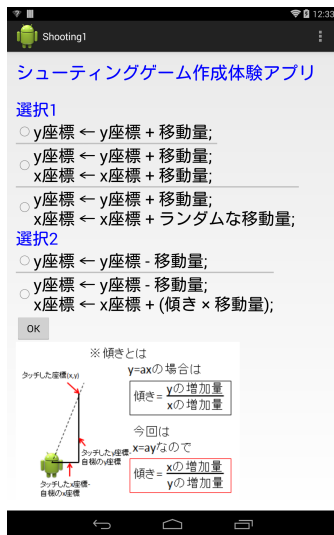 12:33
Shooting1
シューティングゲーム作成体験アプリ
選択1
y座標 ← y座標 + 移動量;
y座標 ← y座標 + 移動量;
x座標 ← x座標 + 移動量;
y座標 ← y座標 + 移動量;
x座標 ← x座標 + ランダムな移動量;
選択2
y座標 ← y座標 - 移動量;
y座標 ← y座標 - 移動量;
x座標 ← x座標 + (傾き × 移動量);
OK
※傾きとは
y=axの場合は
タッチした座標(x,y)
傾き= yの増加量
xの増加量
今回は
x=ayなので
タッチしたy座標-
自機のy座標
傾き= xの増加量
yの増加量
タッチしたx座標-
自機のx座標